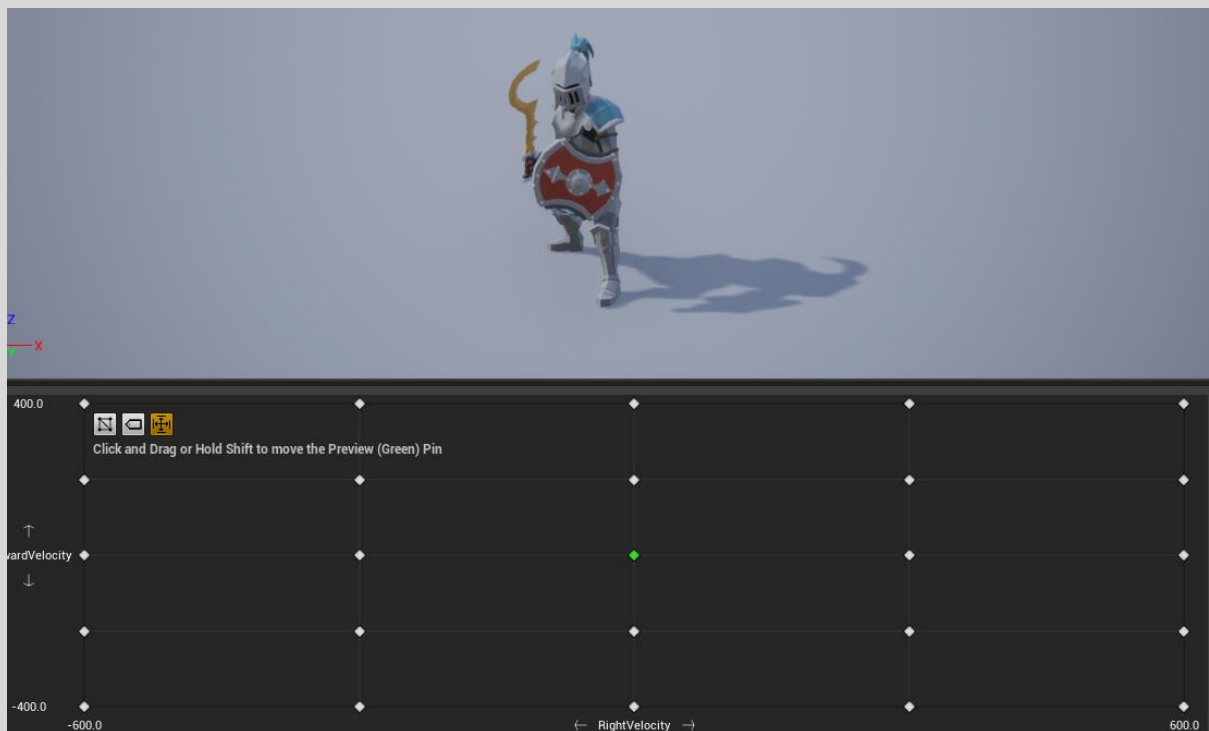 Z
X
Y
400.0
Click and Drag or Hold Shift to move the Preview (Green) Pin
wardVelocity
-400.0
-600.0
RightVelocity
600.0